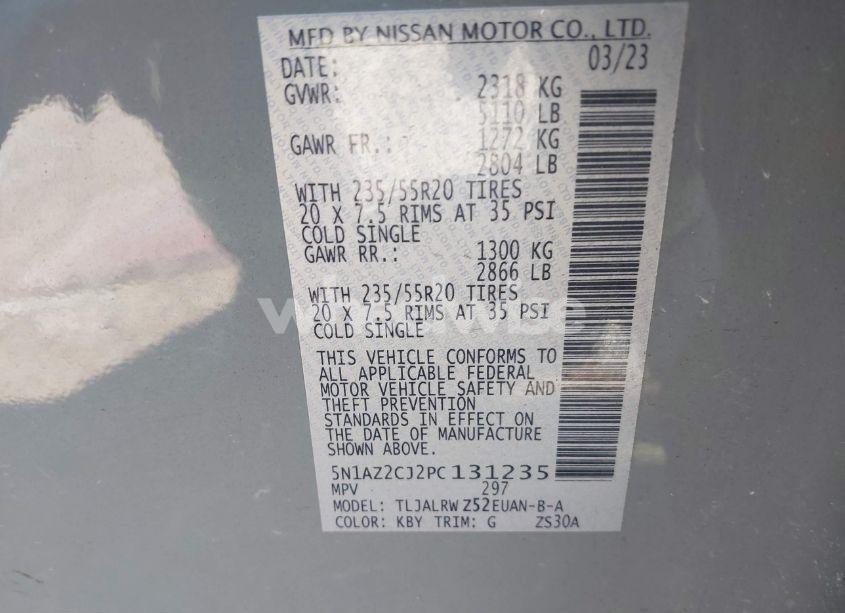 MFD BY NISSAN MOTOR CO., LTD.
DATE: 03/23
GVWR: 2318 KG
5110 LB
GAWR FR.: 1272 KG
2804 LB
WITH 235/55R20 TIRES
20 X 7.5 RIMS AT 35 PSI
COLD SINGLE
GAWR RR.: 1300 KG
2866 LB
WITH 235/55R20 TIRES
20 X 7.5 RIMS AT 35 PSI
COLD SINGLE
THIS VEHICLE CONFORMS TO
ALL APPLICABLE FEDERAL
MOTOR VEHICLE SAFETY AND
THEFT PREVENTION
STANDARDS IN EFFECT ON
THE DATE OF MANUFACTURE
SHOWN ABOVE.
5N1AZ2CJ2PC131235
MPV 297
MODEL: TLJALRW Z52EUAN-B-A
COLOR: KBY TRIM: G ZS30A